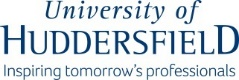 University of
HUDDERSFIELD
Inspiring tomorrow's professionals